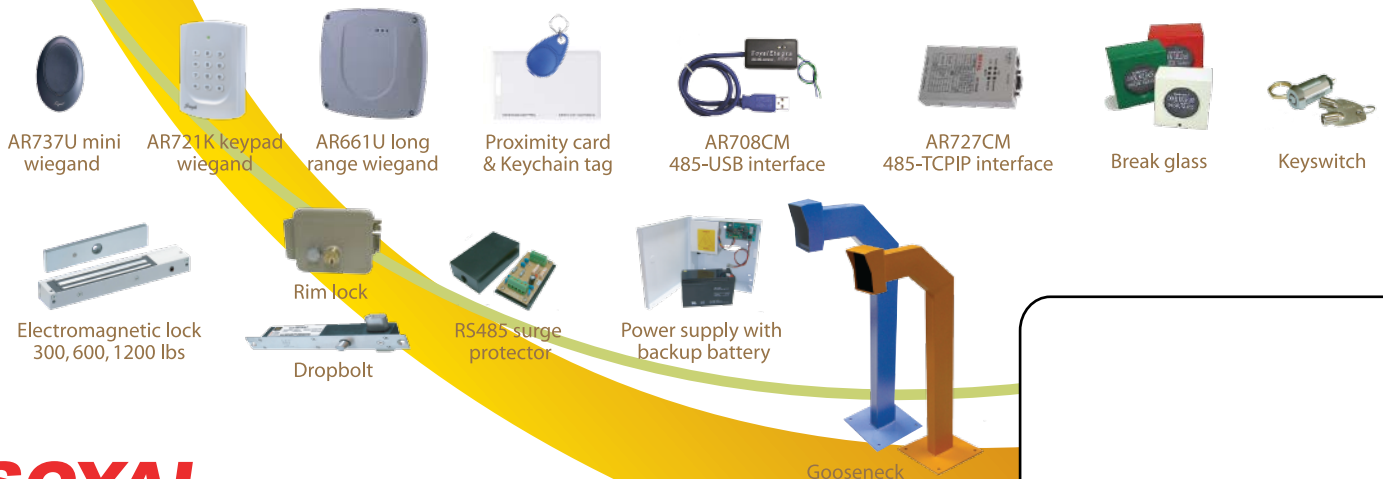 AR737U mini
wiegand
AR721K keypad
wiegand
AR661U long
range wiegand
Proximity card
& Keychain tag
AR708CM
485-USB interface
AR727CM
485-TCPIP interface
Break glass
Keyswitch
Electromagnetic lock
300, 600, 1200 lbs
Rim lock
Dropbolt
RS485 surge
protector
Power supply with
backup battery
Gooseneck
SOYAL